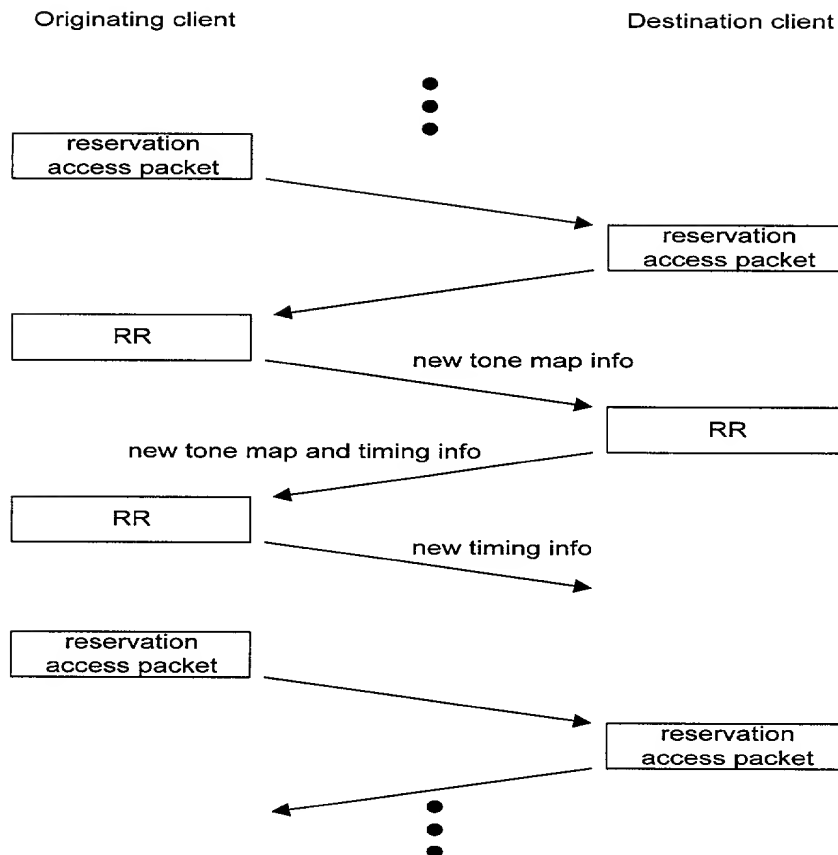 Originating client
Destination client
reservation
access packet
reservation
access packet
RR
new tone map info
RR
new tone map and timing info
RR
new timing info
reservation
access packet
reservation
access packet